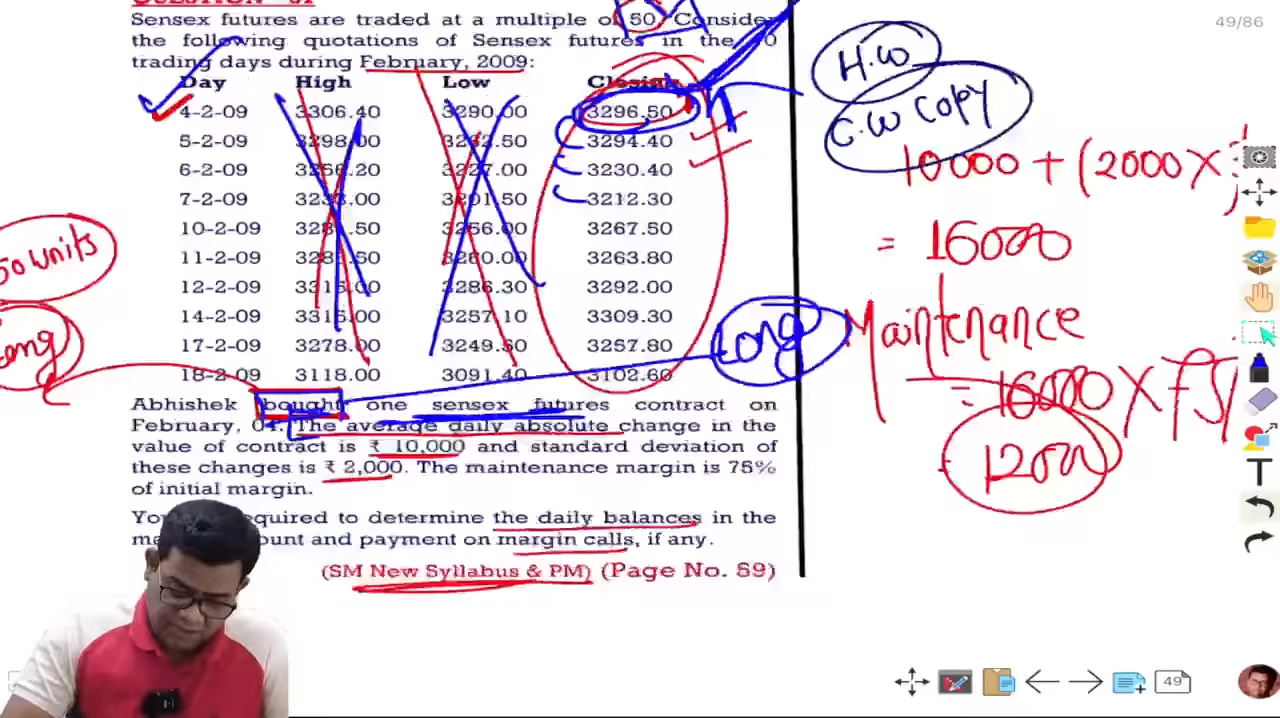 Sensex futures are traded at a multiple of 50. Consider
the following quotations of Sensex futures in the 10
trading days during February, 2009:
Day High Low Closing
4-2-09 3306.40 3290.00 3296.50
5-2-09 3298.00 3262.50 3294.40
6-2-09 3256.20 3227.00 3230.40
7-2-09 3233.00 3201.50 3212.30
10-2-09 .50 3256.00 3267.50
11-2-09 .50 3260.00 3263.80
12-2-09 3315.00 3286.30 3292.00
14-2-09 3315.00 3257.10 3309.30
17-2-09 3278.00 3249.50 3257.80
18-2-09 3118.00 3091.40 3102.60
Abhishek bought one sensex futures contract on
February, 04. The average daily absolute change in the
value of contract is ₹ 10,000 and standard deviation of
these changes is ₹ 2,000. The maintenance margin is 75%
of initial margin.
You required to determine the daily balances in the
and payment on margin calls, if any.
(SM New Syllabus & PM) (Page No. 59)
50 units
Long
Long
H.W
C.W Copy
10000 + (2000 X
= 16000
Maintenance
= 16000 X
= 12000
49/86
49